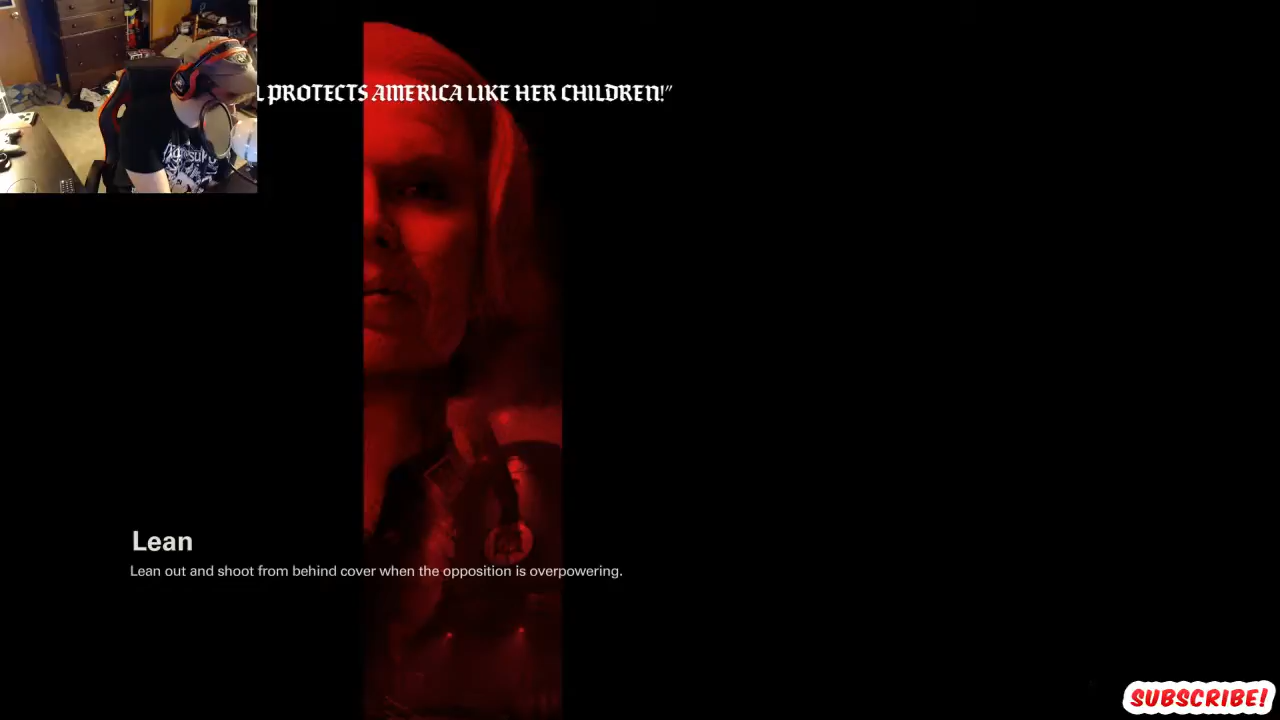 PROTECTS AMERICA LIKE HER CHILDREN!"
Lean
Lean out and shoot from behind cover when the opposition is overpowering.
SUBSCRIBE!